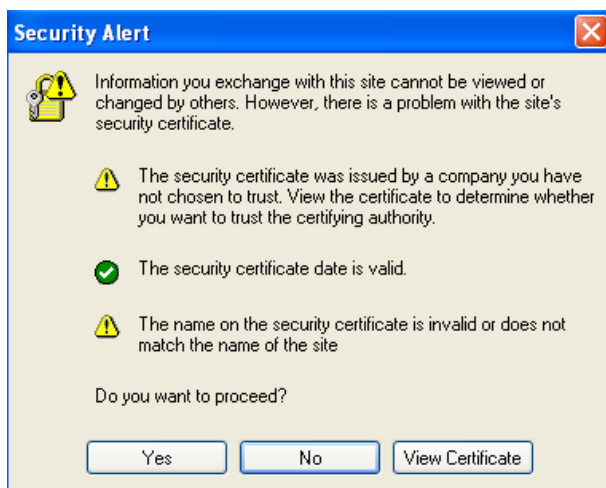 Security Alert
Information you exchange with this site cannot be viewed or
changed by others. However, there is a problem with the site's
security certificate.
The security certificate was issued by a company you have
not chosen to trust. View the certificate to determine whether
you want to trust the certifying authority.
The security certificate date is valid.
The name on the security certificate is invalid or does not
match the name of the site
Do you want to proceed?
Yes
No
View Certificate